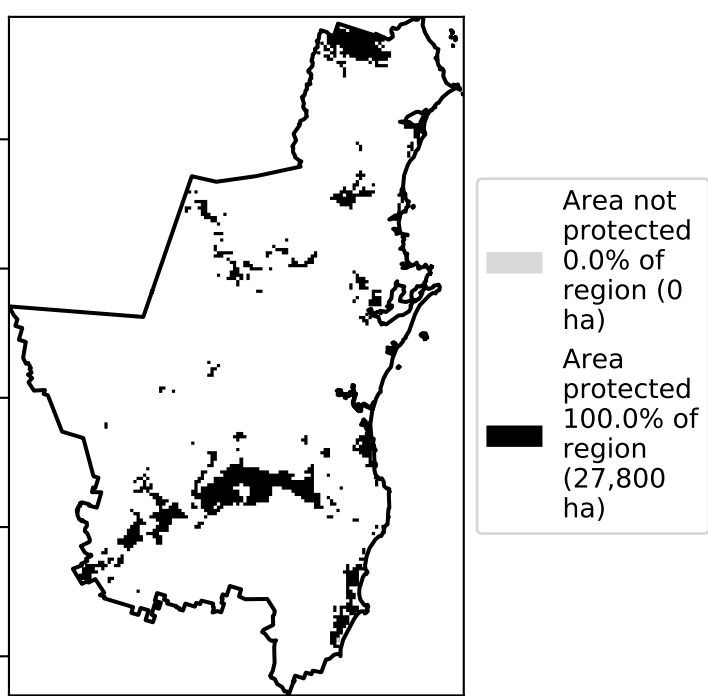 Area not
protected
0.0% of
region (0
ha)
Area
protected
100.0% of
region
(27,800
ha)